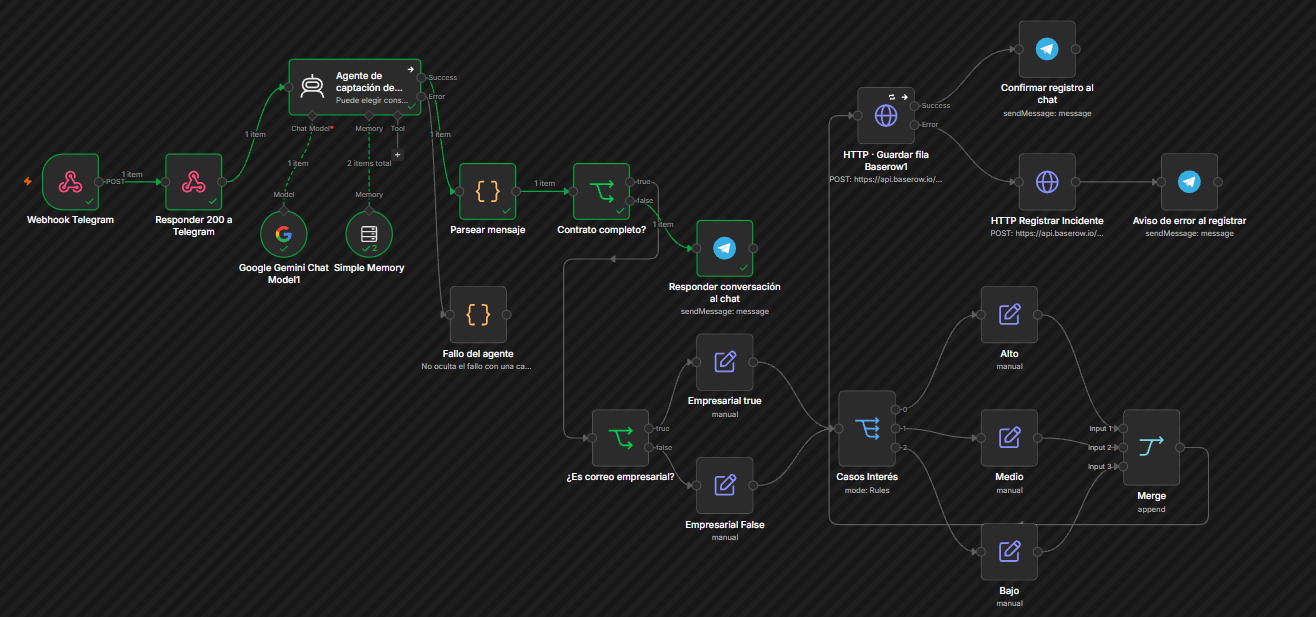 Confirmar registro al
chat
sendMessage: message
Agente de
captación de...
Puede elegir cons...
Success
Error
Chat Model*
Memory
Tool
1 item
1 item
1 item
2 items total
Model
Memory
POST
1 item
Webhook Telegram
Responder 200 a
Telegram
Google Gemini Chat
Model1
2
Simple Memory
Parsear mensaje
1 item
true
false
Contrato completo?
1 item
Responder conversación
al chat
sendMessage: message
Fallo del agente
No oculta el fallo con una ca...
Success
Error
HTTP · Guardar fila
Baserow1
POST: https://api.baserow.io/...
HTTP Registrar Incidente
POST: https://api.baserow.io/...
Aviso de error al registrar
sendMessage: message
true
false
¿Es correo empresarial?
Empresarial true
manual
Empresarial False
manual
0
1
2
Casos Interés
mode: Rules
Alto
manual
Medio
manual
Bajo
manual
Input 1
Input 2
Input 3
Merge
append